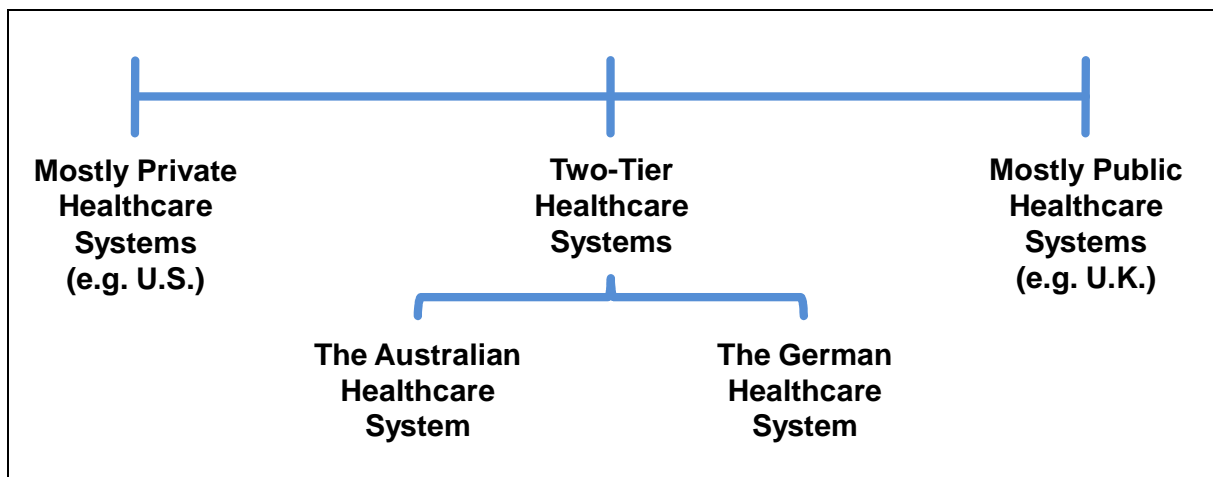 Mostly Private
Healthcare
Systems
(e.g. U.S.)
Two-Tier
Healthcare
Systems
Mostly Public
Healthcare
Systems
(e.g. U.K.)
The Australian
Healthcare
System
The German
Healthcare
System